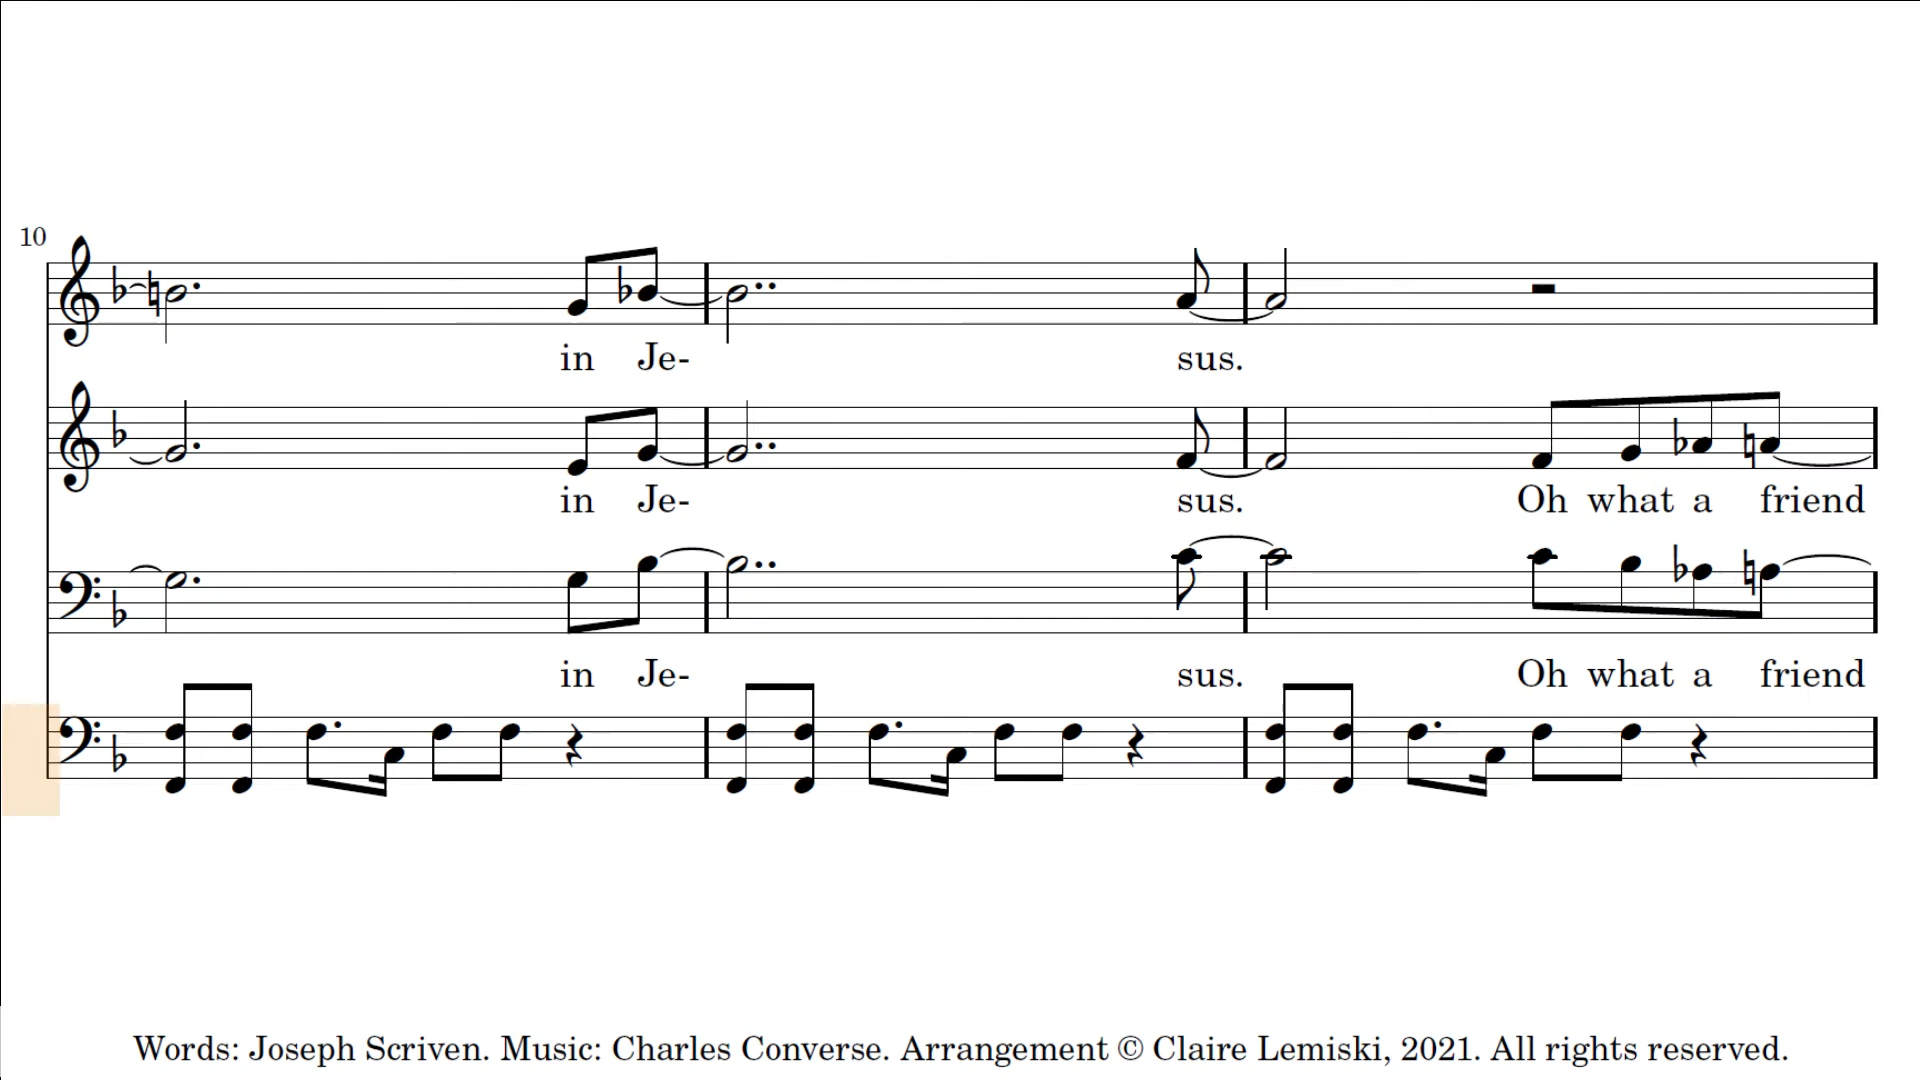 10
in Je- sus.
in Je- sus. Oh what a friend
in Je- sus. Oh what a friend
Words: Joseph Scriven. Music: Charles Converse. Arrangement © Claire Lemiski, 2021. All rights reserved.